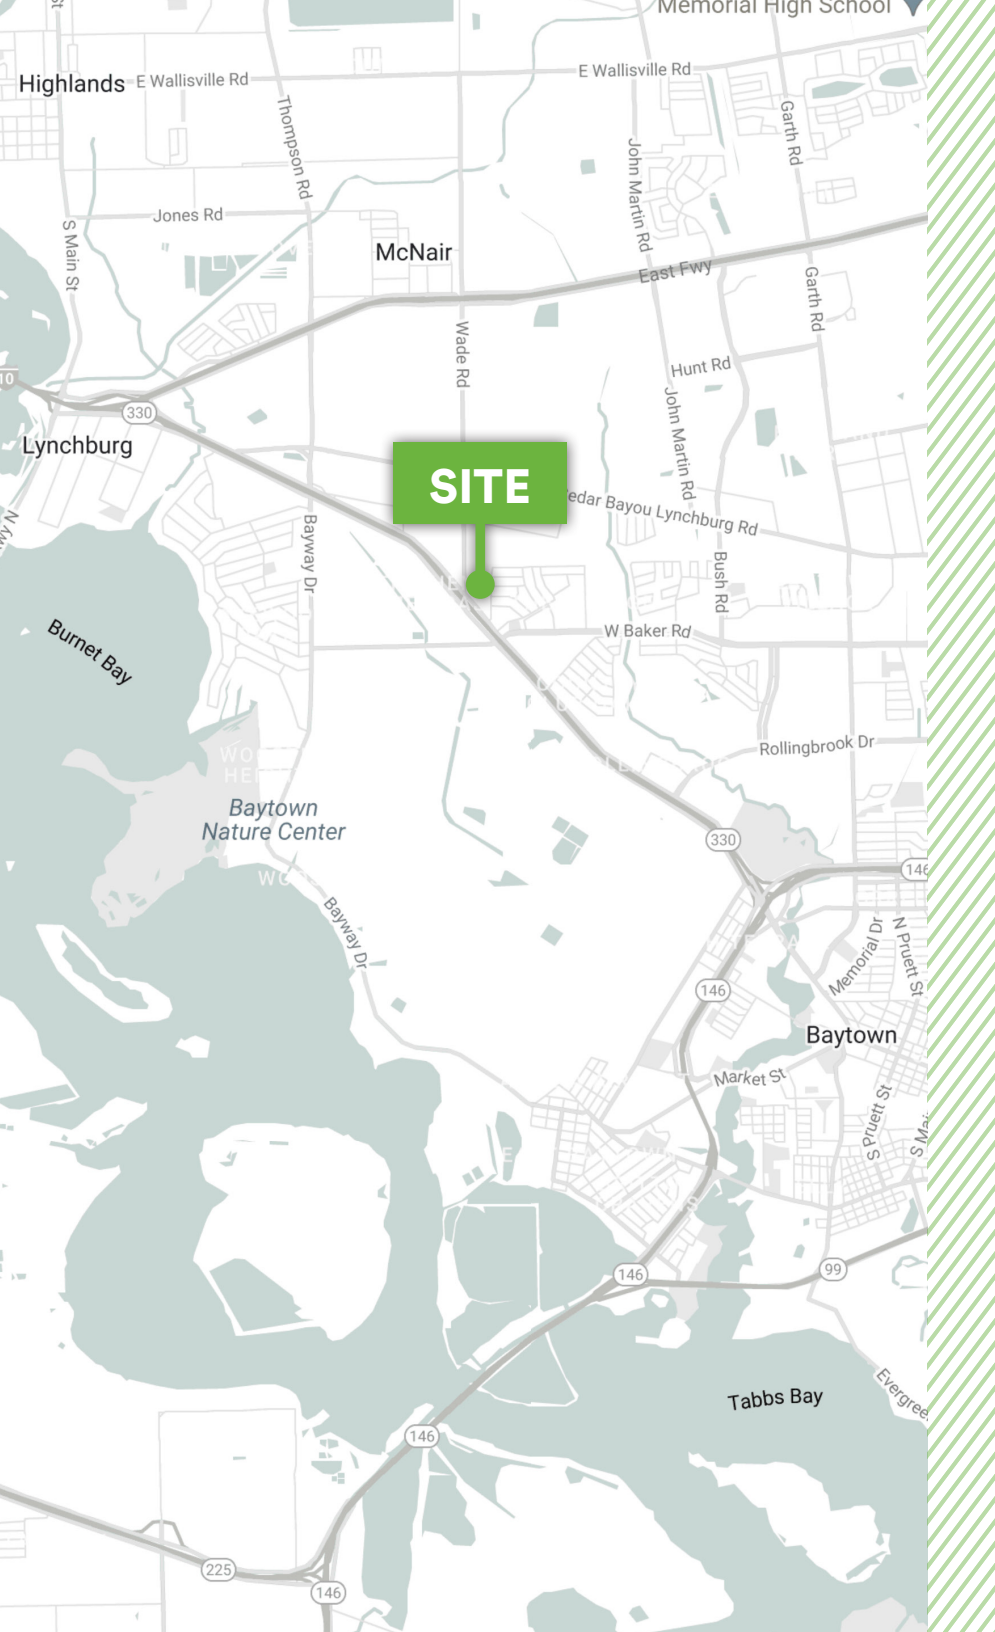 Memorial High School
Highlands
E Wallisville Rd
E Wallisville Rd
Thompson Rd
Garth Rd
John Martin Rd
Jones Rd
S Main St
McNair
East Fwy
Garth Rd
Wade Rd
Hunt Rd
10
330
John Martin Rd
Lynchburg
SITE
edar Bayou Lynchburg Rd
Bayway Dr
Bush Rd
W Baker Rd
Burnet Bay
Rollingbrook Dr
Baytown
Nature Center
330
146
Bayway Dr
Memorial Dr
N Pruett St
146
Baytown
Market St
S Pruett St
146
99
Tabbs Bay
Evergree
146
225
146